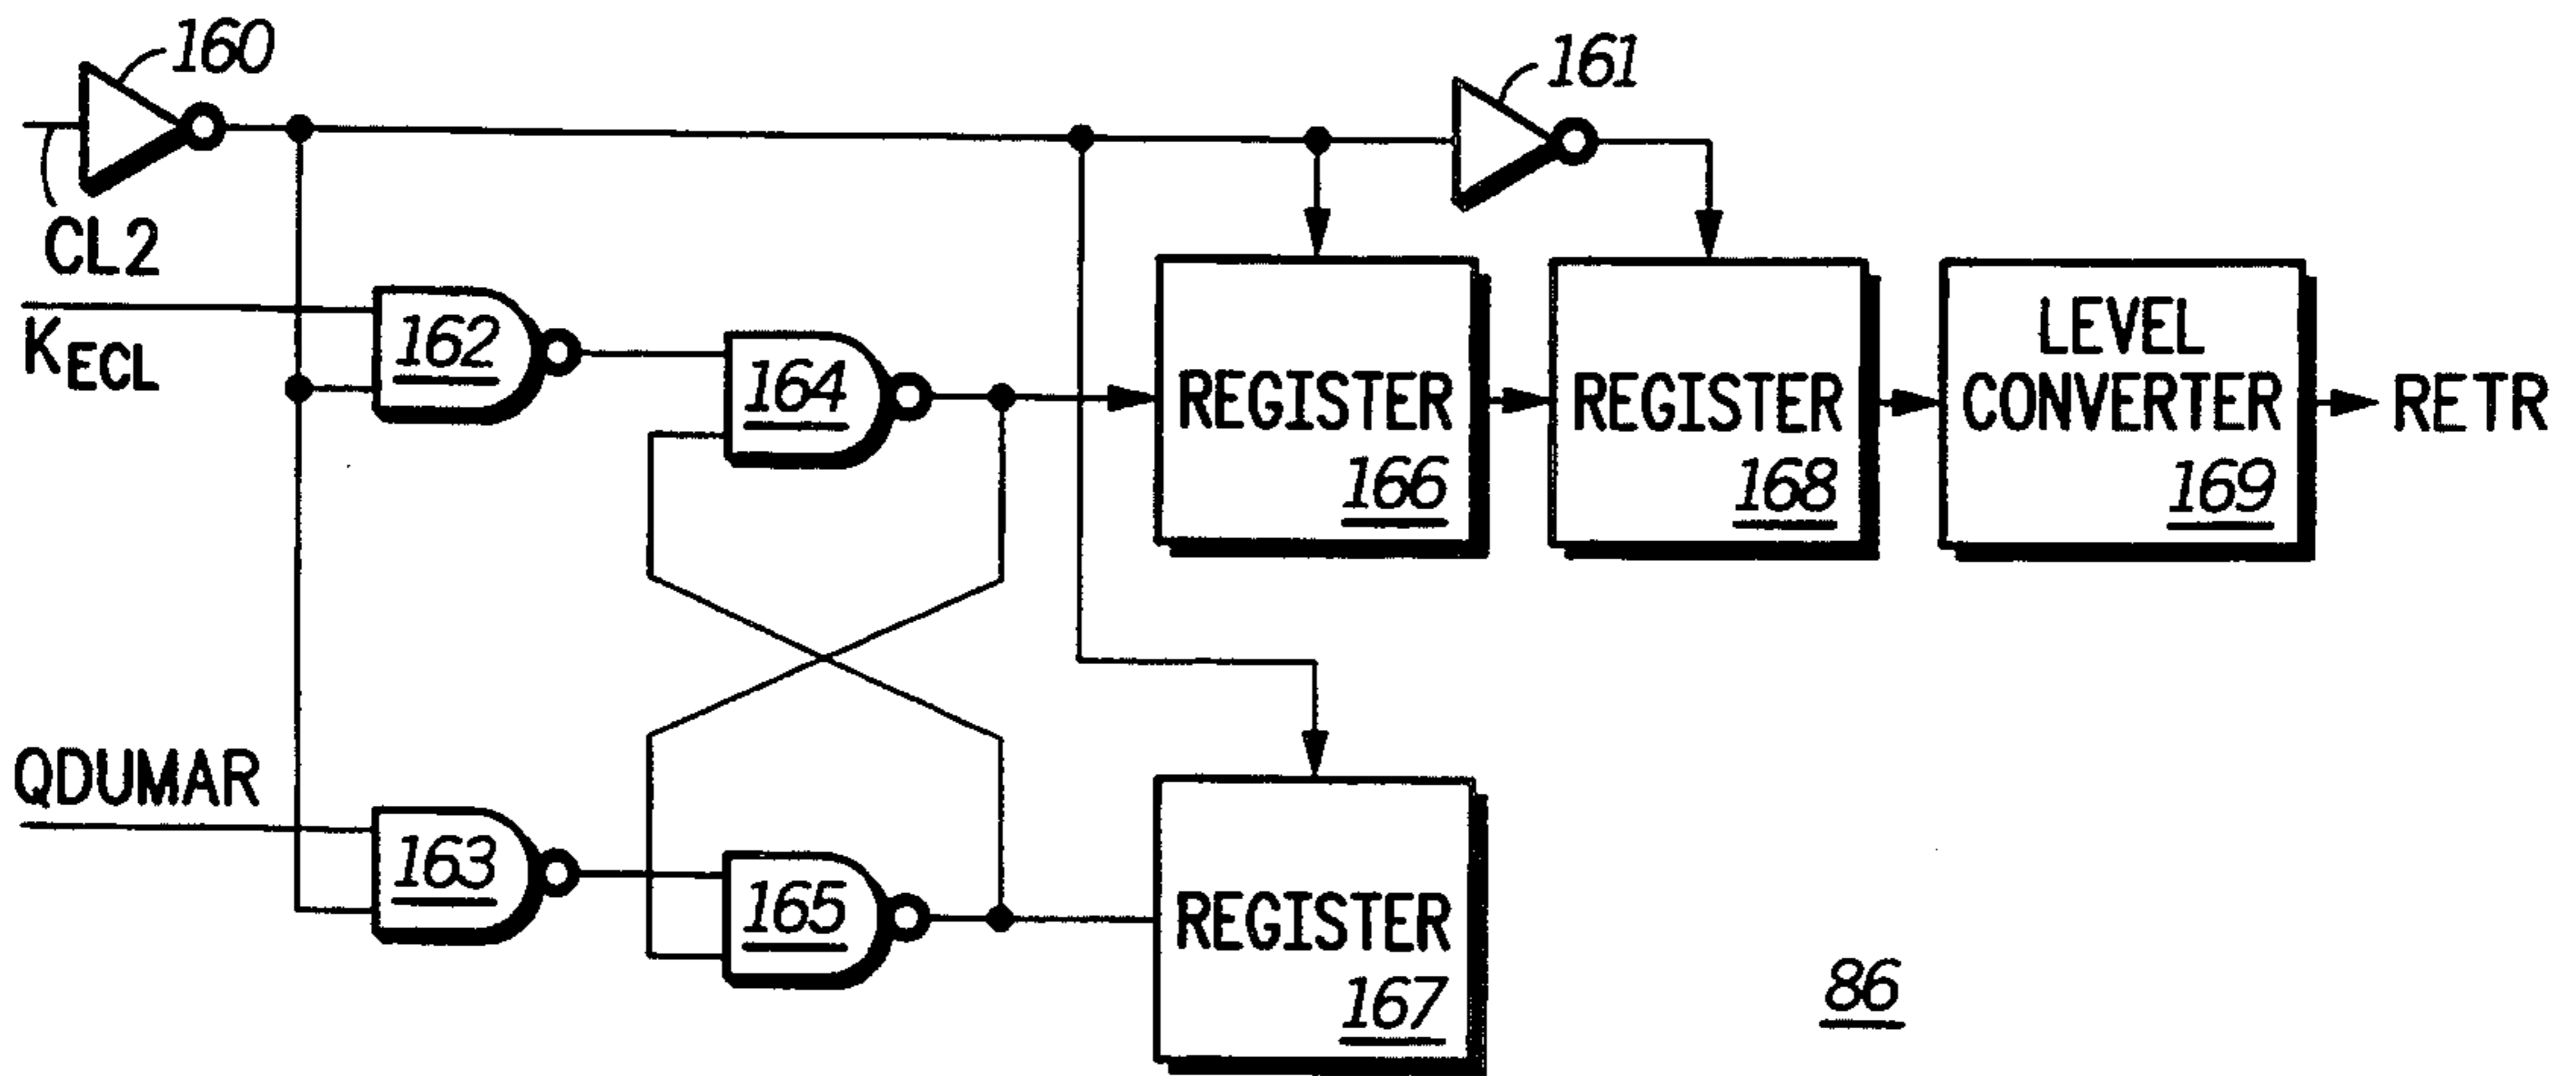 160
161
CL2
K ECL
162
164
REGISTER
166
REGISTER
168
LEVEL
CONVERTER
169
RETR
QDUMAR
163
165
REGISTER
167
86